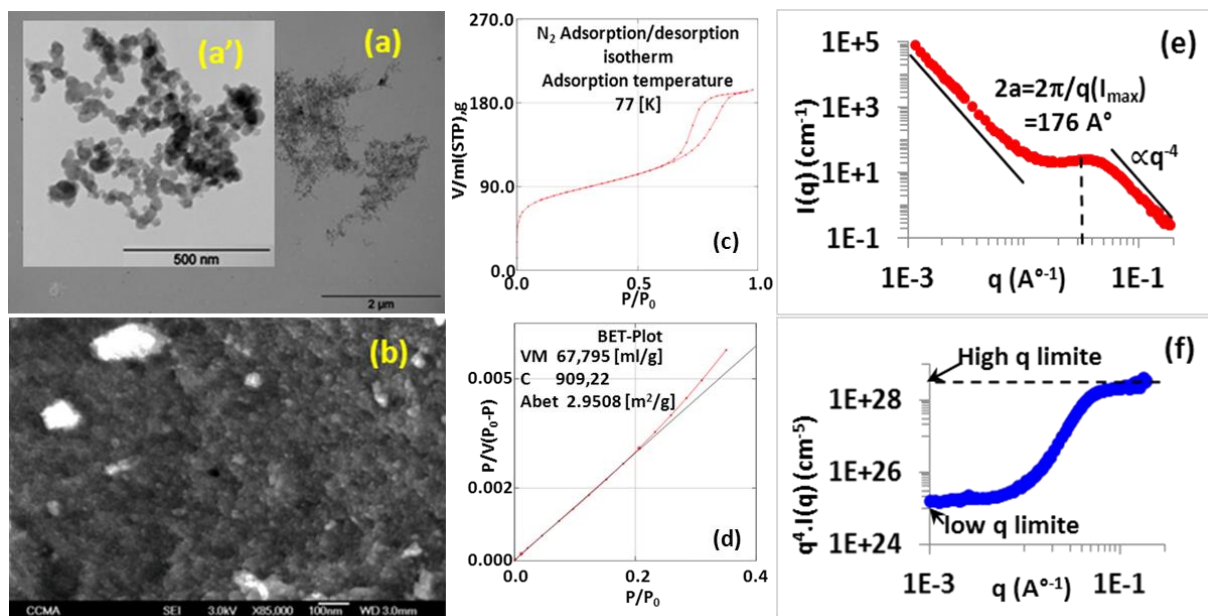 (a')
(a)
500 nm
2 μm
(b)
CCMA SEI 3.0kV X85,000 100nm WD 3.0mm
V/ml(STP),g
270.0
180.0
90.0
0.0
N₂ Adsorption/desorption
isotherm
Adsorption temperature
77 [K]
(c)
0.0 0.5 1.0
P/P₀
BET-Plot
VM 67,795 [ml/g]
C 909,22
Abet 2.9508 [m²/g]
P/V(P₀-P)
0.005
0.002
0.000
(d)
0.0 0.2 0.4
P/P₀
(e)
I(q) (cm⁻¹)
1E+5
1E+3
1E+1
1E-1
2a=2π/q(Iₘₐₓ)
=176 A°
∝q⁻⁴
1E-3 q (A°⁻¹) 1E-1
(f)
High q limite
q⁴.I(q) (cm⁻⁵)
1E+28
1E+26
1E+24
low q limite
1E-3 q (A°⁻¹) 1E-1